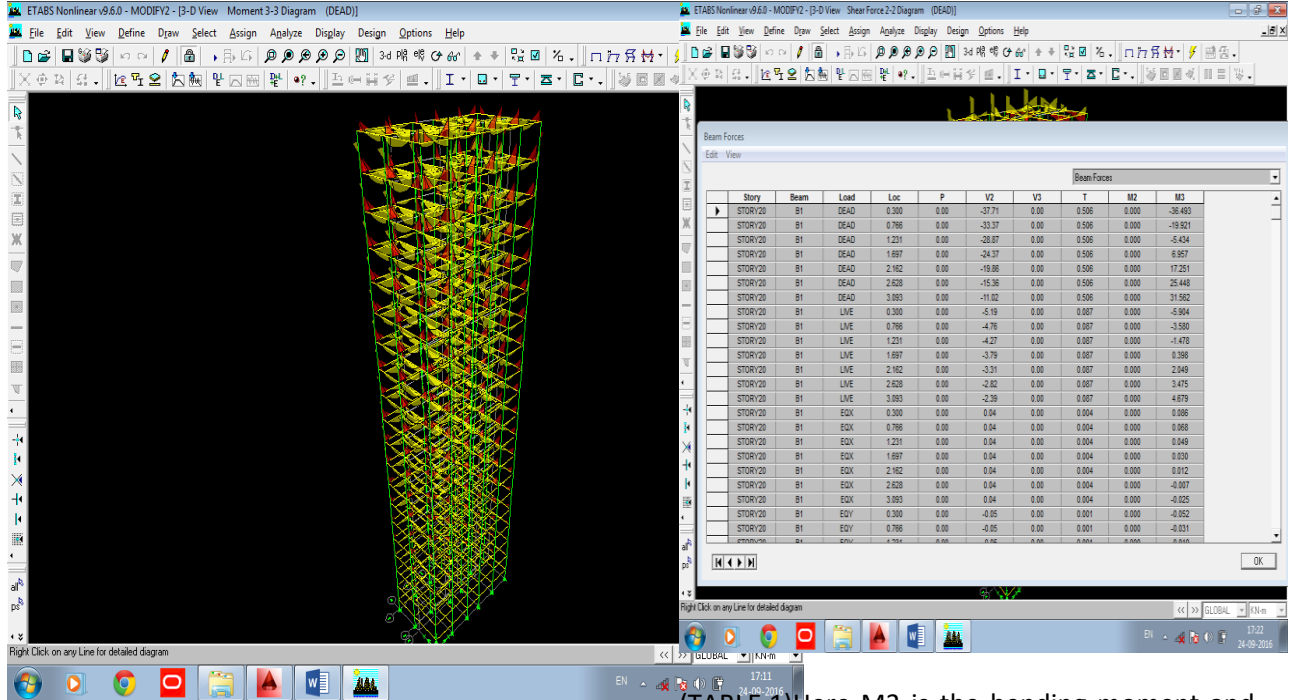 ETABS Nonlinear v9.6.0 - MODIFY2 - [3-D View Moment 3-3 Diagram (DEAD)]
File Edit View Define Draw Select Assign Analyze Display Design Options Help
3-d
all
ps
Right Click on any Line for detailed diagram
GLOBAL KN-m
EN
17:11
24-09-2016
ETABS Nonlinear v9.6.0 - MODIFY2 - [3-D View Shear Force 2-2 Diagram (DEAD)]
File Edit View Define Draw Select Assign Analyze Display Design Options Help
3-d
Beam Forces
Edit View
Beam Forces
Story Beam Load Loc P V2 V3 T M2 M3
STORY20 B1 DEAD 0.300 0.00 -37.71 0.00 0.506 0.000 -36.493
STORY20 B1 DEAD 0.766 0.00 -33.37 0.00 0.506 0.000 -19.921
STORY20 B1 DEAD 1.231 0.00 -28.87 0.00 0.506 0.000 -5.434
STORY20 B1 DEAD 1.697 0.00 -24.37 0.00 0.506 0.000 6.957
STORY20 B1 DEAD 2.162 0.00 -19.86 0.00 0.506 0.000 17.251
STORY20 B1 DEAD 2.628 0.00 -15.36 0.00 0.506 0.000 25.448
STORY20 B1 DEAD 3.093 0.00 -11.02 0.00 0.506 0.000 31.562
STORY20 B1 LIVE 0.300 0.00 -5.19 0.00 0.087 0.000 -5.904
STORY20 B1 LIVE 0.766 0.00 -4.76 0.00 0.087 0.000 -3.580
STORY20 B1 LIVE 1.231 0.00 -4.27 0.00 0.087 0.000 -1.478
STORY20 B1 LIVE 1.697 0.00 -3.79 0.00 0.087 0.000 0.398
STORY20 B1 LIVE 2.162 0.00 -3.31 0.00 0.087 0.000 2.049
STORY20 B1 LIVE 2.628 0.00 -2.82 0.00 0.087 0.000 3.475
STORY20 B1 LIVE 3.093 0.00 -2.39 0.00 0.087 0.000 4.679
STORY20 B1 EQX 0.300 0.00 0.04 0.00 0.004 0.000 0.086
STORY20 B1 EQX 0.766 0.00 0.04 0.00 0.004 0.000 0.068
STORY20 B1 EQX 1.231 0.00 0.04 0.00 0.004 0.000 0.049
STORY20 B1 EQX 1.697 0.00 0.04 0.00 0.004 0.000 0.030
STORY20 B1 EQX 2.162 0.00 0.04 0.00 0.004 0.000 0.012
STORY20 B1 EQX 2.628 0.00 0.04 0.00 0.004 0.000 -0.007
STORY20 B1 EQX 3.093 0.00 0.04 0.00 0.004 0.000 -0.025
STORY20 B1 EQY 0.300 0.00 -0.05 0.00 0.001 0.000 -0.052
STORY20 B1 EQY 0.766 0.00 -0.05 0.00 0.001 0.000 -0.031
OK
all
ps
Right Click on any Line for detailed diagram
GLOBAL KN-m
EN
17:22
24-09-2016
(TABLE 1)Here M3 is the bending moment and